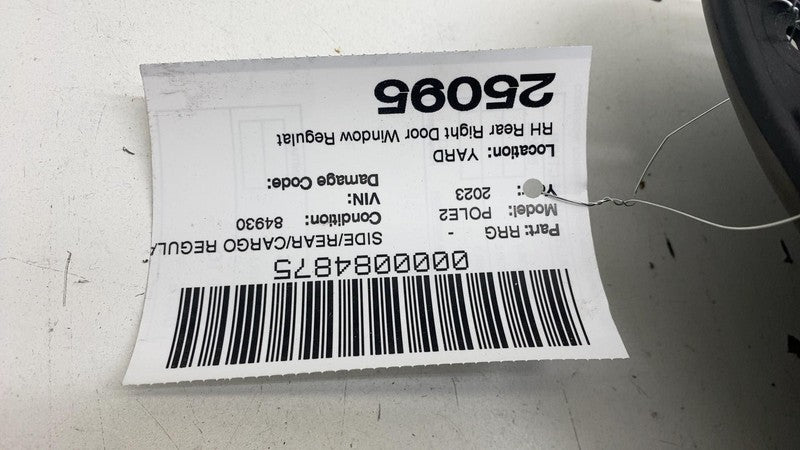 0000084875
Part: RRG - SIDE/REAR/CARGO REGULA
Model: POLE2 Condition: 84930
2023 VIN:
Damage Code:
Location: YARD
RH Rear Right Door Window Regulat
25095